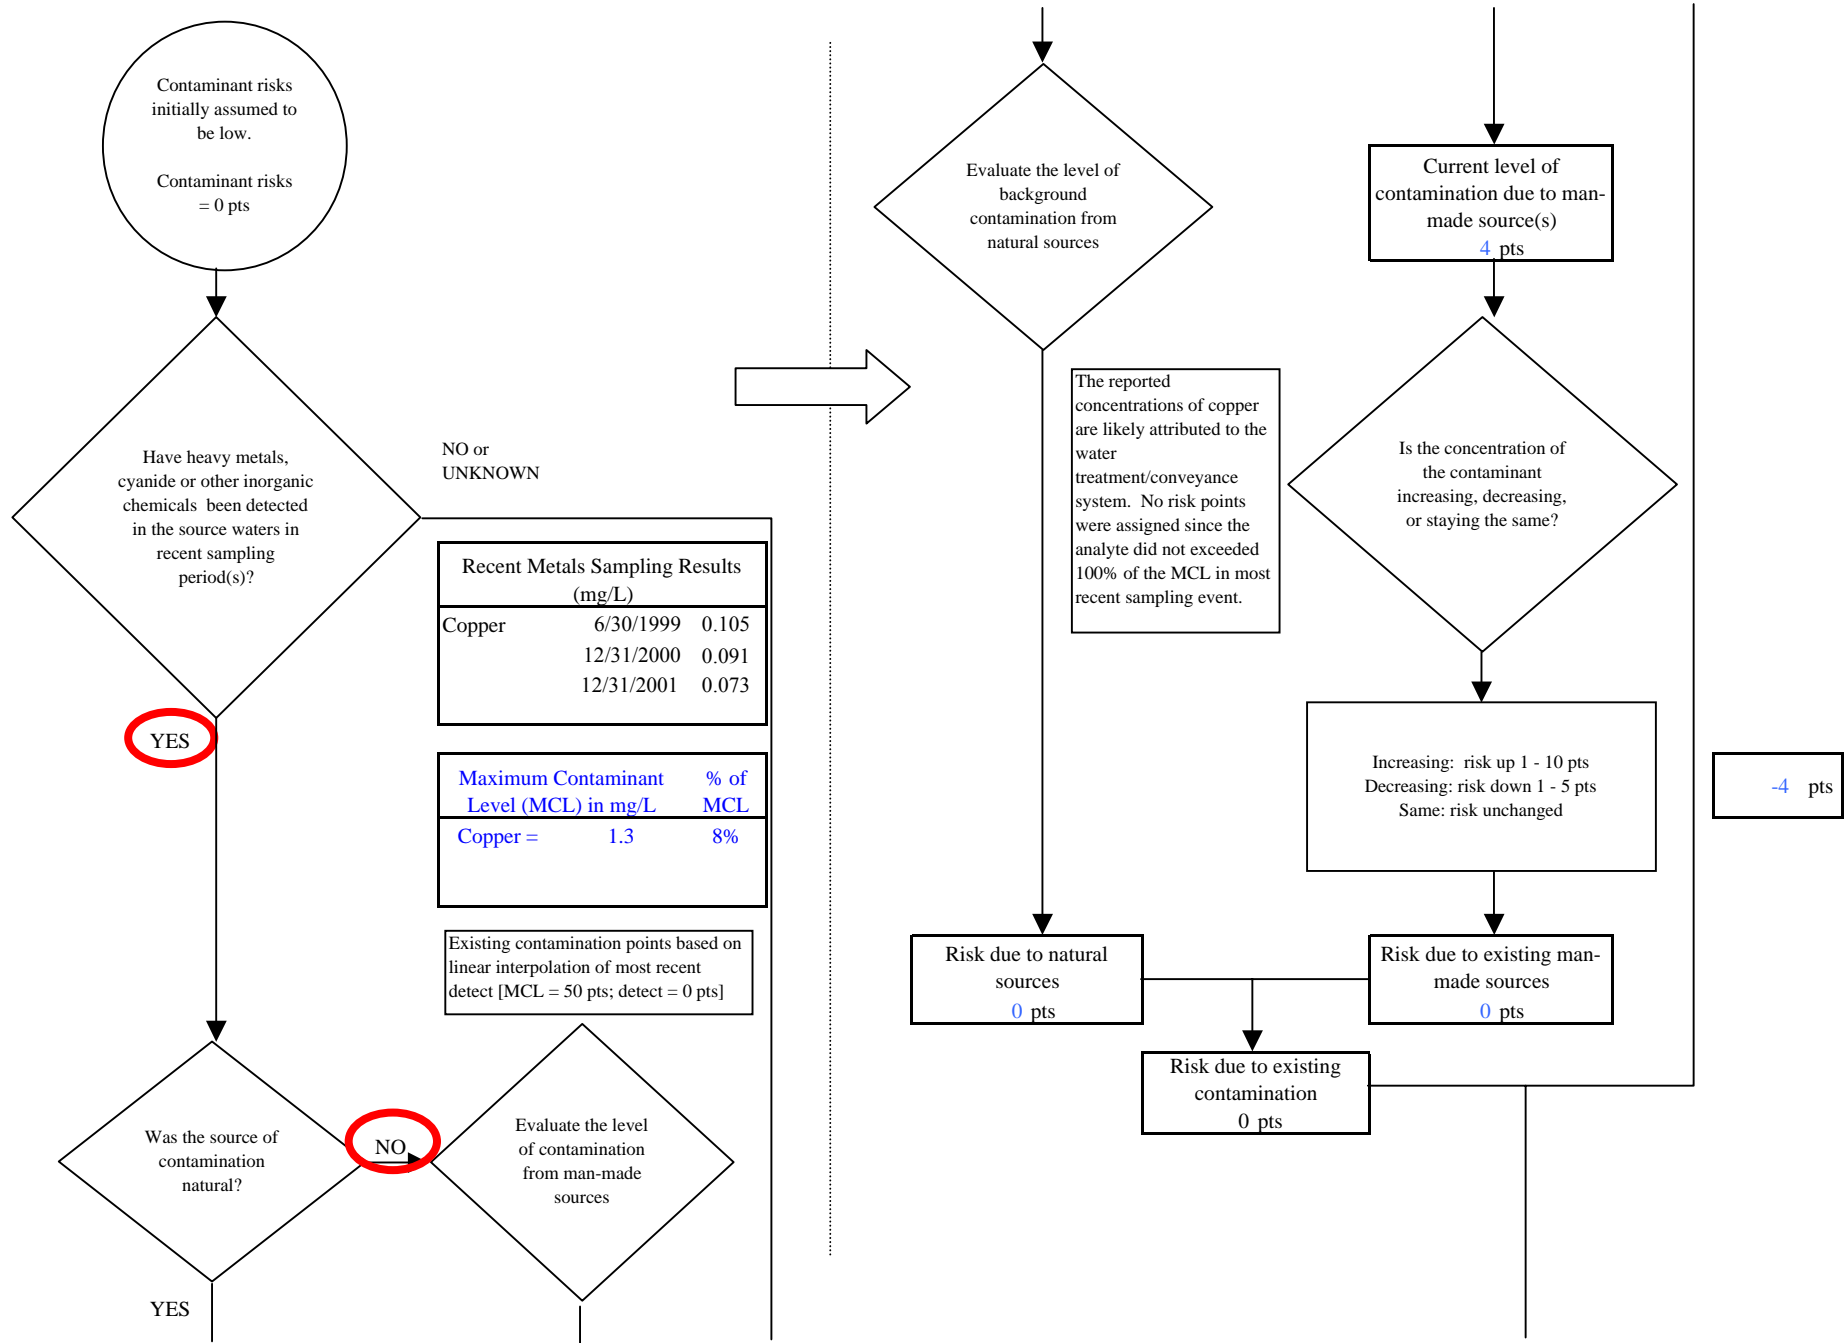 Contaminant risks
initially assumed to
be low.
Contaminant risks
= 0 pts
Have heavy metals,
cyanide or other inorganic
chemicals been detected
in the source waters in
recent sampling
period(s)?
NO or
UNKNOWN
YES
Recent Metals Sampling Results
(mg/L)
Copper 6/30/1999 0.105
12/31/2000 0.091
12/31/2001 0.073
Maximum Contaminant % of
Level (MCL) in mg/L MCL
Copper = 1.3 8%
Existing contamination points based on
linear interpolation of most recent
detect [MCL = 50 pts; detect = 0 pts]
Was the source of
contamination
natural?
NO
Evaluate the level
of contamination
from man-made
sources
YES
Evaluate the level of
background
contamination from
natural sources
The reported
concentrations of copper
are likely attributed to the
water
treatment/conveyance
system. No risk points
were assigned since the
analyte did not exceeded
100% of the MCL in most
recent sampling event.
Current level of
contamination due to man-
made source(s)
4 pts
Is the concentration of
the contaminant
increasing, decreasing,
or staying the same?
Increasing: risk up 1 - 10 pts
Decreasing: risk down 1 - 5 pts
Same: risk unchanged
-4 pts
Risk due to natural
sources
0 pts
Risk due to existing man-
made sources
0 pts
Risk due to existing
contamination
0 pts